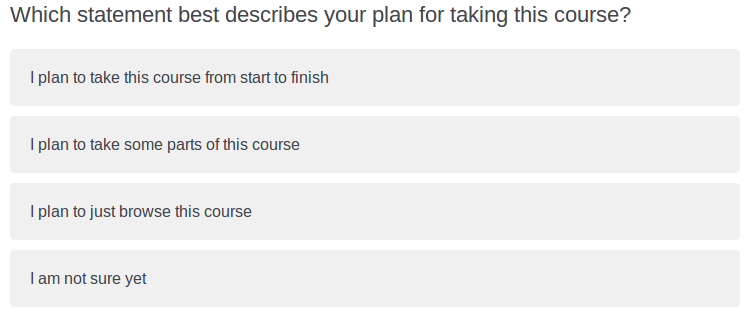 Which statement best describes your plan for taking this course?
I plan to take this course from start to finish
I plan to take some parts of this course
I plan to just browse this course
I am not sure yet